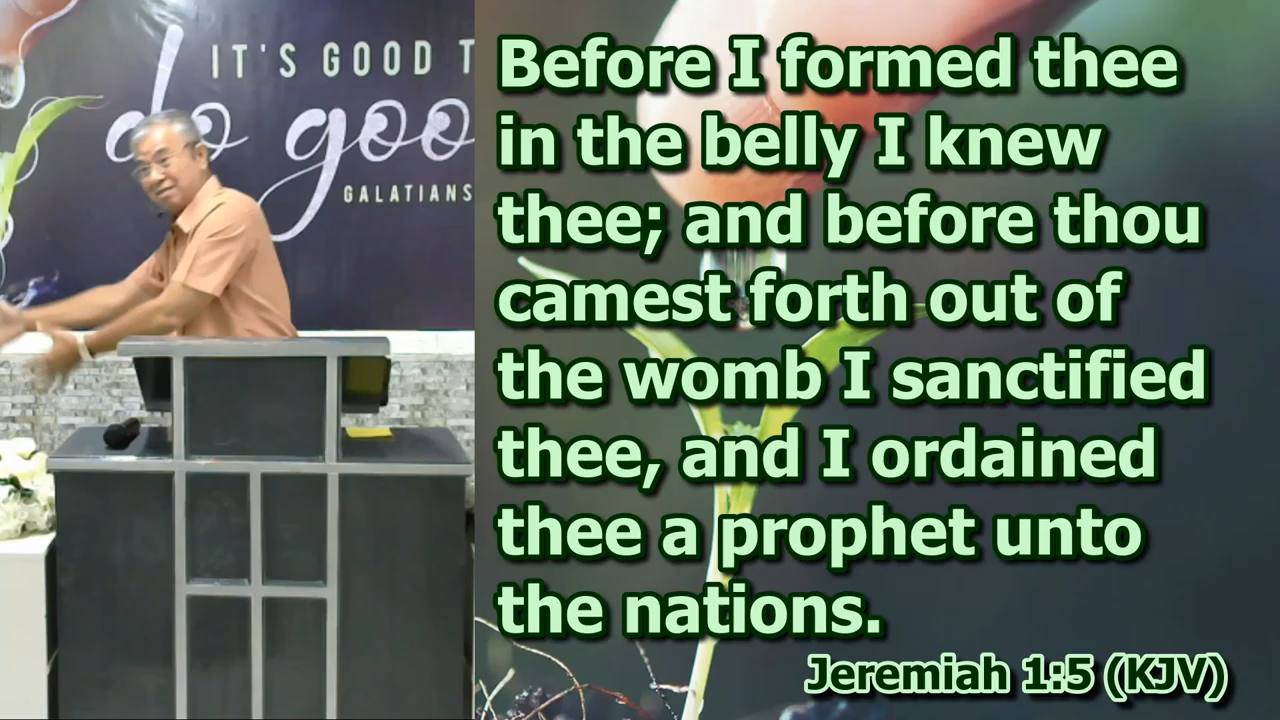 IT'S GOOD T
do goo
GALATIANS
Before I formed thee
in the belly I knew
thee; and before thou
camest forth out of
the womb I sanctified
thee, and I ordained
thee a prophet unto
the nations.
Jeremiah 1:5 (KJV)